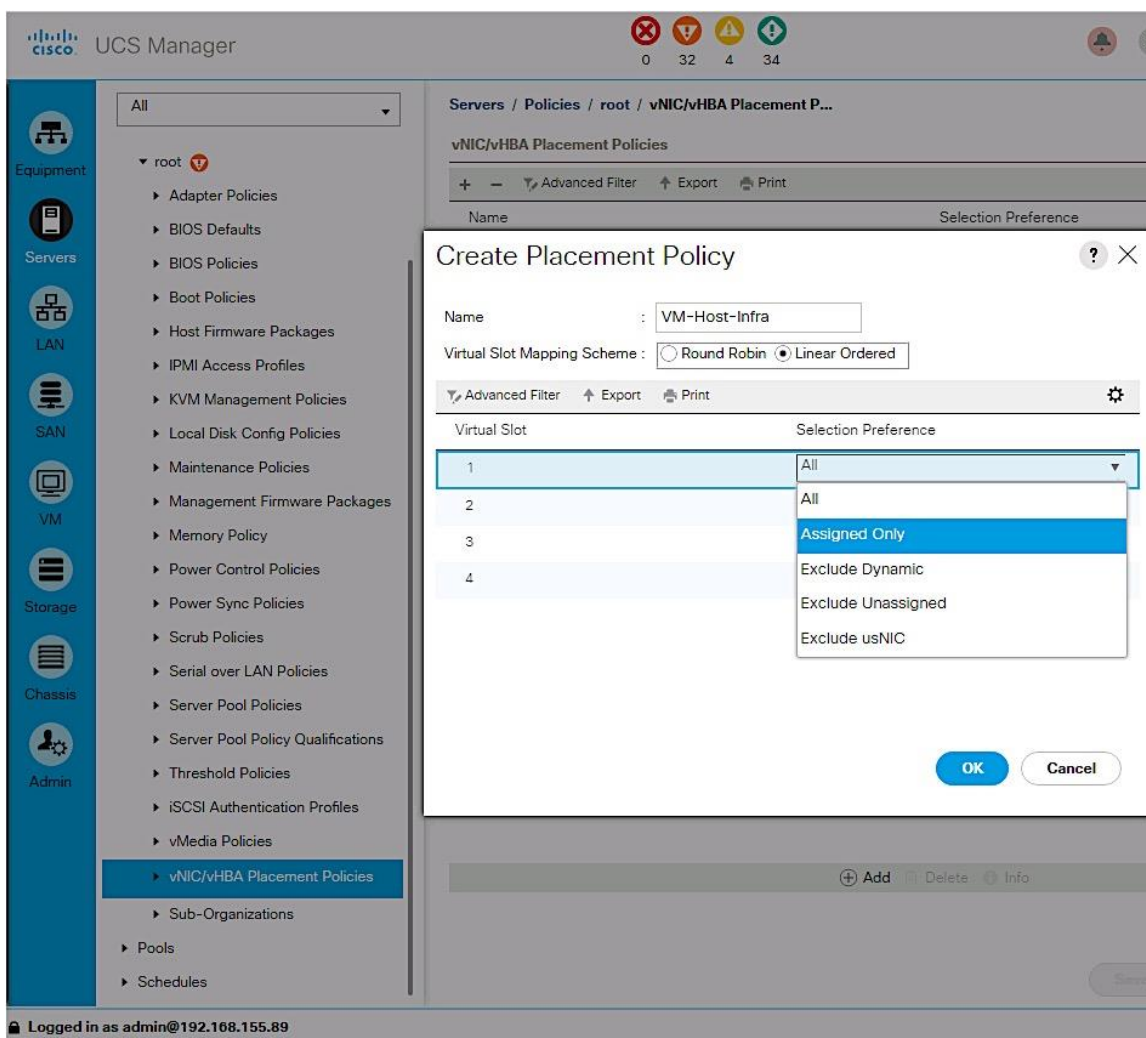 CISCO
UCS Manager
0 32 4 34
Equipment
Servers
LAN
SAN
VM
Storage
Chassis
Admin
All
root
Adapter Policies
BIOS Defaults
BIOS Policies
Boot Policies
Host Firmware Packages
IPMI Access Profiles
KVM Management Policies
Local Disk Config Policies
Maintenance Policies
Management Firmware Packages
Memory Policy
Power Control Policies
Power Sync Policies
Scrub Policies
Serial over LAN Policies
Server Pool Policies
Server Pool Policy Qualifications
Threshold Policies
iSCSI Authentication Profiles
vMedia Policies
vNIC/vHBA Placement Policies
Sub-Organizations
Pools
Schedules
Servers / Policies / root / vNIC/vHBA Placement P...
vNIC/vHBA Placement Policies
+ − Advanced Filter Export Print
Name Selection Preference
Create Placement Policy ? ×
Name : VM-Host-Infra
Virtual Slot Mapping Scheme : Round Robin Linear Ordered
Advanced Filter Export Print
Virtual Slot Selection Preference
1 All
2
3
4
All
Assigned Only
Exclude Dynamic
Exclude Unassigned
Exclude usNIC
OK Cancel
Add Delete Info
Logged in as admin@192.168.155.89